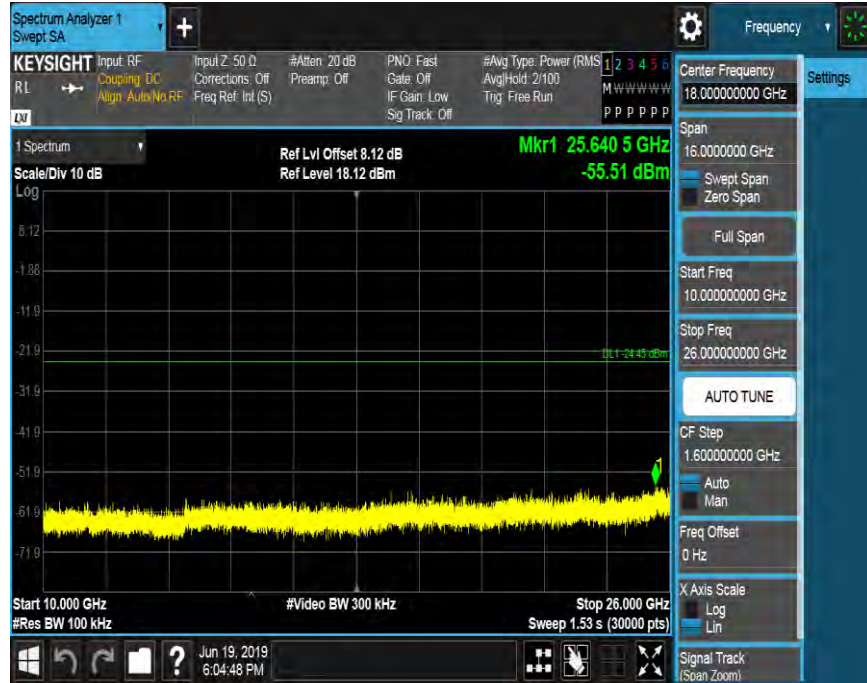 Spectrum Analyzer 1
Swept SA
+
Frequency
KEYSIGHT
RL
LXI
Input: RF
Coupling: DC
Align: Auto/No RF
Input Z: 50 Ω
Corrections: Off
Freq Ref: Int (S)
#Atten: 20 dB
Preamp: Off
PNO: Fast
Gate: Off
IF Gain: Low
Sig Track: Off
#Avg Type: Power (RMS
Avg|Hold: 2/100
Trig: Free Run
1 2 3 4 5 6
M W W W W W
P P P P P P
1 Spectrum
Scale/Div 10 dB
Log
Ref Lvl Offset 8.12 dB
Ref Level 18.12 dBm
Mkr1 25.640 5 GHz
-55.51 dBm
8.12
-1.88
-11.9
-21.9
-31.9
-41.9
-51.9
-61.9
-71.9
DL1 -24.45 dBm
1
Start 10.000 GHz
#Res BW 100 kHz
#Video BW 300 kHz
Stop 26.000 GHz
Sweep 1.53 s (30000 pts)
?
Jun 19, 2019
6:04:48 PM
Center Frequency
18.000000000 GHz
Settings
Span
16.0000000 GHz
Swept Span
Zero Span
Full Span
Start Freq
10.000000000 GHz
Stop Freq
26.000000000 GHz
AUTO TUNE
CF Step
1.600000000 GHz
Auto
Man
Freq Offset
0 Hz
X Axis Scale
Log
Lin
Signal Track
(Span Zoom)